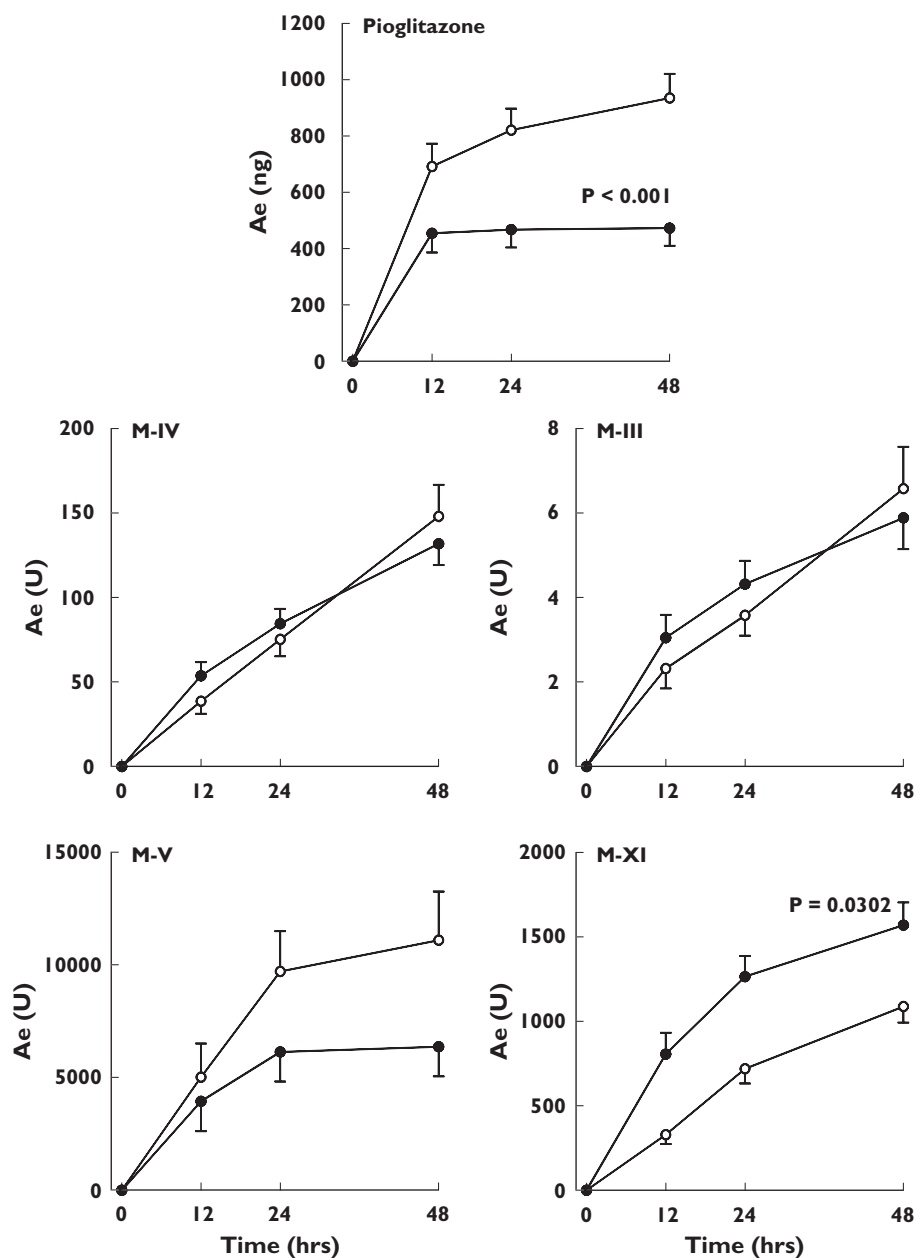 Pioglitazone
1200
1000
800
600
400
200
0
Ae (ng)
P < 0.001
0 12 24 48
M-IV
200
150
100
50
0
Ae (U)
0 12 24 48
M-III
8
6
4
2
0
Ae (U)
0 12 24 48
M-V
15000
10000
5000
0
Ae (U)
0 12 24 48
Time (hrs)
M-XI
2000
1500
1000
500
0
Ae (U)
P = 0.0302
0 12 24 48
Time (hrs)